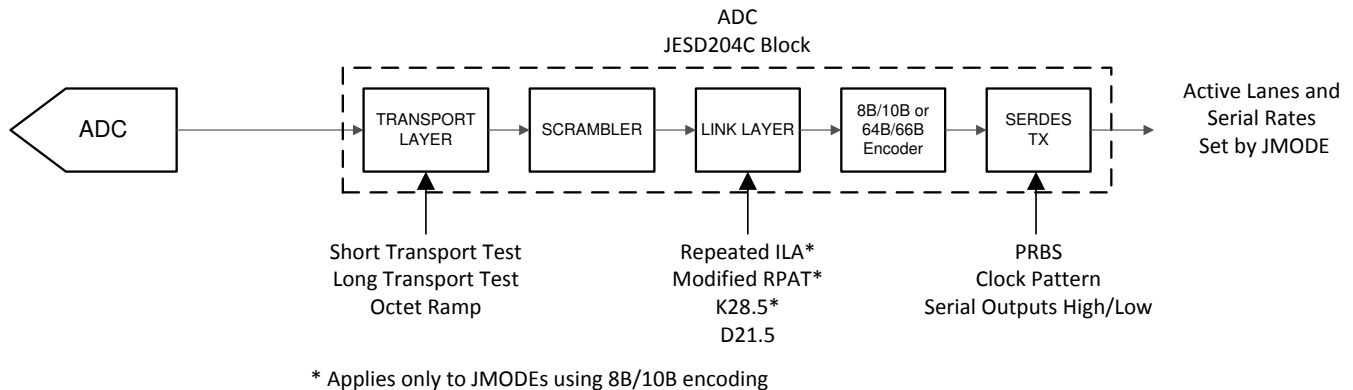 ADC
JESD204C Block
ADC
TRANSPORT
LAYER
SCRAMBLER
LINK LAYER
8B/10B or
64B/66B
Encoder
SERDES
TX
Active Lanes and
Serial Rates
Set by JMODE
Short Transport Test
Long Transport Test
Octet Ramp
Repeated ILA*
Modified RPAT*
K28.5*
D21.5
PRBS
Clock Pattern
Serial Outputs High/Low
* Applies only to JMODEs using 8B/10B encoding